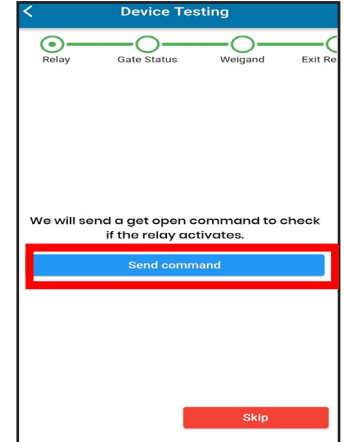 Device Testing
Relay Gate Status Weigand Exit Re
We will send a get open command to check
if the relay activates.
Send command
Skip